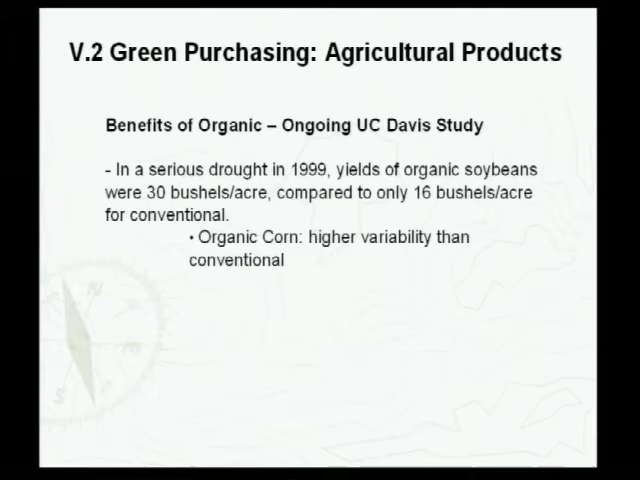 V.2 Green Purchasing: Agricultural Products
Benefits of Organic – Ongoing UC Davis Study
- In a serious drought in 1999, yields of organic soybeans
were 30 bushels/acre, compared to only 16 bushels/acre
for conventional.
• Organic Corn: higher variability than
conventional
N
S